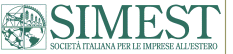 SIMEST
SOCIETÀ ITALIANA PER LE IMPRESE ALL'ESTERO